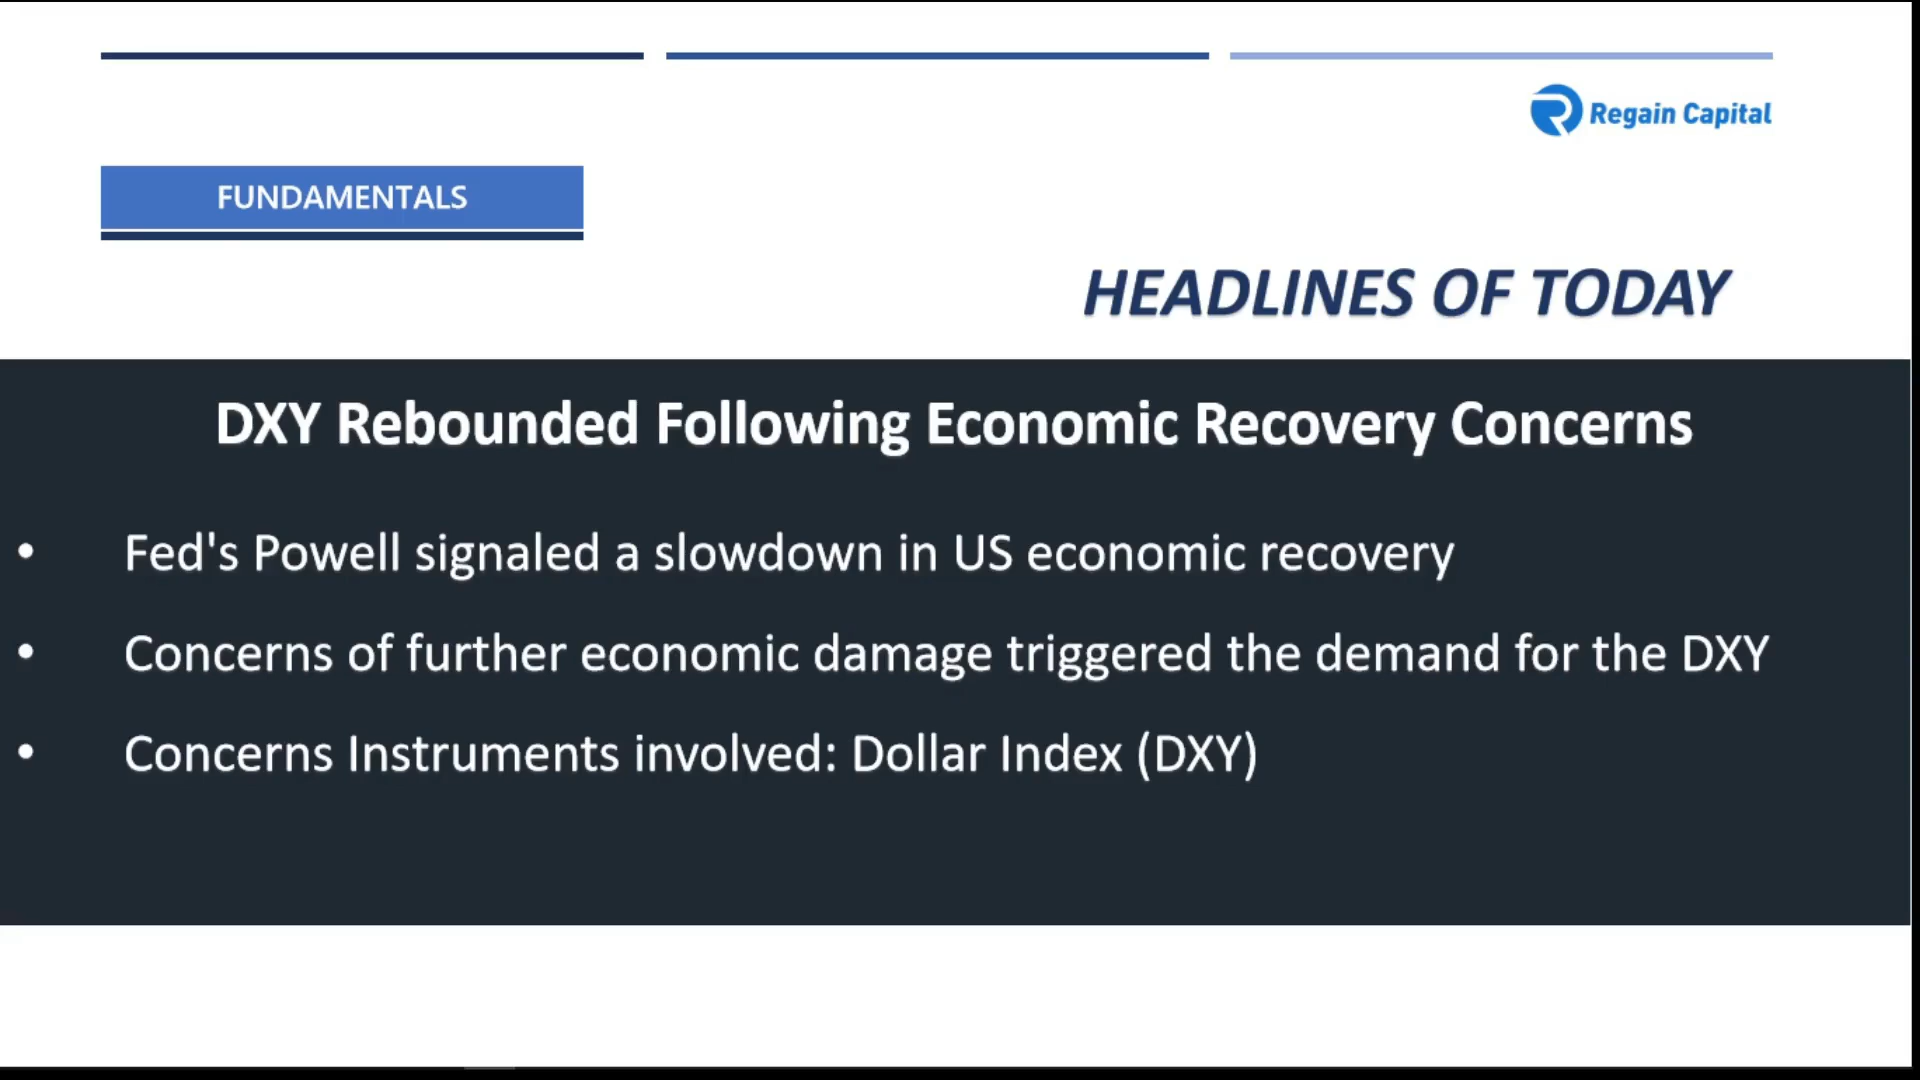 Regain Capital
FUNDAMENTALS
HEADLINES OF TODAY
DXY Rebounded Following Economic Recovery Concerns
• Fed's Powell signaled a slowdown in US economic recovery
• Concerns of further economic damage triggered the demand for the DXY
• Concerns Instruments involved: Dollar Index (DXY)